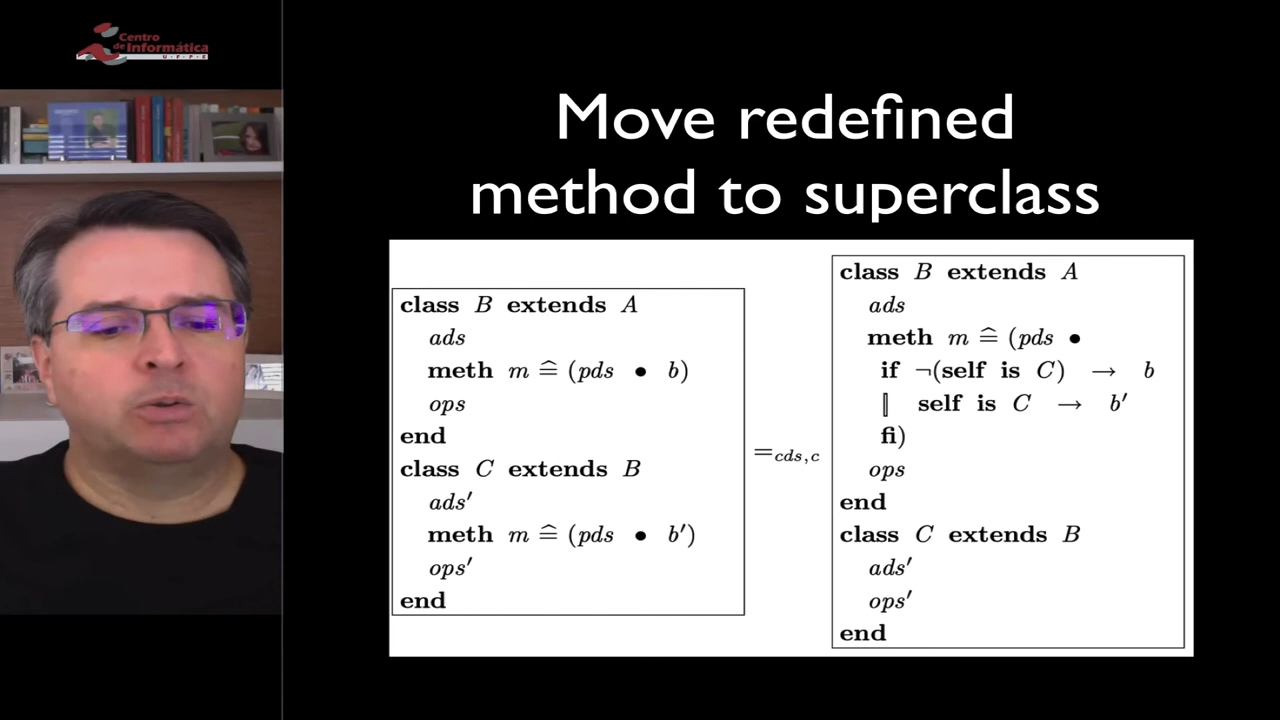 Centro
de Informática
U · F · P · E
Move redefined
method to superclass
class B extends A
ads
meth m ≙ (pds • b)
ops
end
class C extends B
ads′
meth m ≙ (pds • b′)
ops′
end
=cds,c
class B extends A
ads
meth m ≙ (pds •
if ¬(self is C) → b
[] self is C → b′
fi)
ops
end
class C extends B
ads′
ops′
end